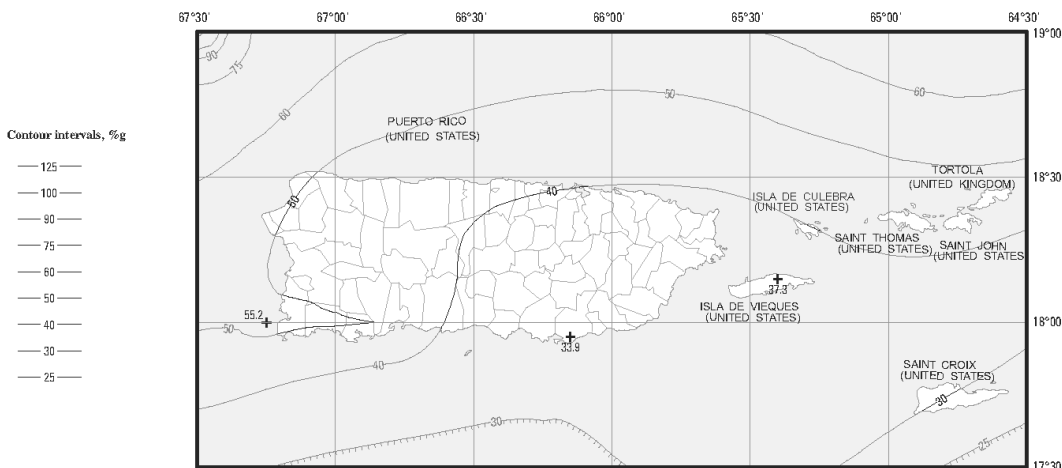 67°30' 67°00' 66°30' 66°00' 65°30' 65°00' 64°30'
19°00'
90
75
60
50
60
Contour intervals, %g
125
100
90
75
60
50
40
30
25
PUERTO RICO
(UNITED STATES)
18°30'
TORTOLA
(UNITED KINGDOM)
50
40
ISLA DE CULEBRA
(UNITED STATES)
SAINT THOMAS
(UNITED STATES)
SAINT JOHN
(UNITED STATES
37.3
ISLA DE VIEQUES
(UNITED STATES)
55.2
50
18°00'
33.9
40
SAINT CROIX
(UNITED STATES)
30
30
25
17°30'